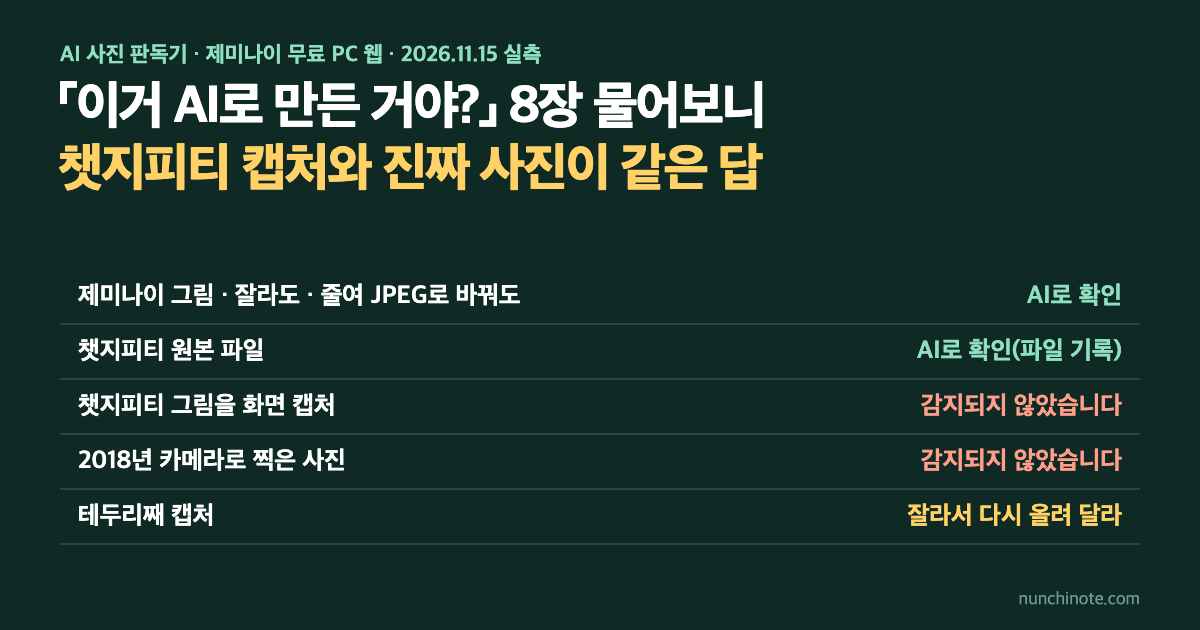 AI 사진 판독기 · 제미나이 무료 PC 웹 · 2026.11.15 실측
「이거 AI로 만든 거야?」 8장 물어보니
챗지피티 캡처와 진짜 사진이 같은 답
제미나이 그림 · 잘라도 · 줄여 JPEG로 바꿔도 AI로 확인
챗지피티 원본 파일 AI로 확인(파일 기록)
챗지피티 그림을 화면 캡처 감지되지 않았습니다
2018년 카메라로 찍은 사진 감지되지 않았습니다
테두리째 캡처 잘라서 다시 올려 달라
nunchinote.com